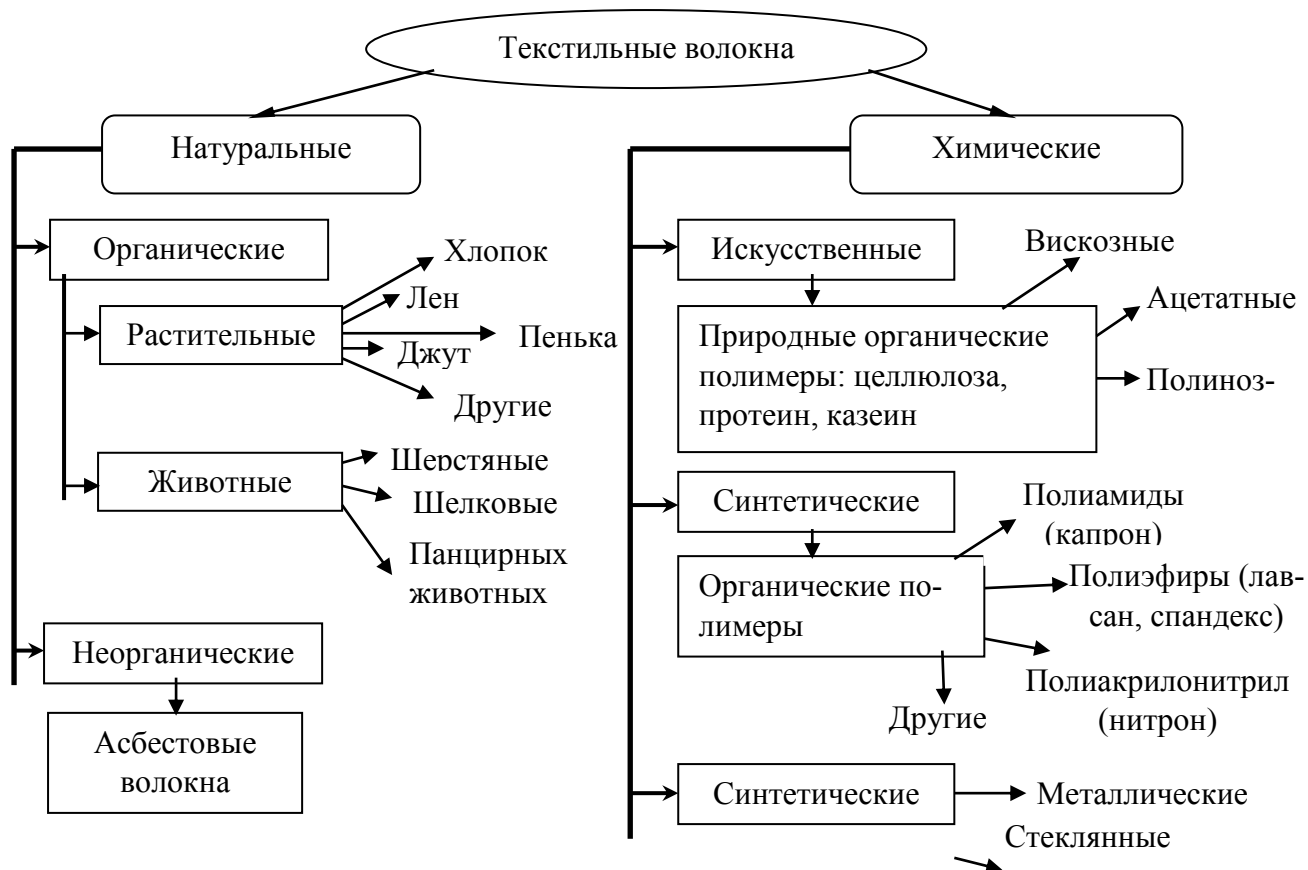 Текстильные волокна
Натуральные
Химические
Органические
Хлопок
Лен
Растительные
Пенька
Джут
Другие
Животные
Шерстяные
Шелковые
Панцирных
животных
Неорганические
Асбестовые
волокна
Искусственные
Вискозные
Ацетатные
Природные органические
полимеры: целлюлоза,
протеин, казеин
Полиноз-
Синтетические
Полиамиды
(капрон)
Органические по-
лимеры
Полиэфиры (лав-
сан, спандекс)
Полиакрилонитрил
(нитрон)
Другие
Синтетические
Металлические
Стеклянные